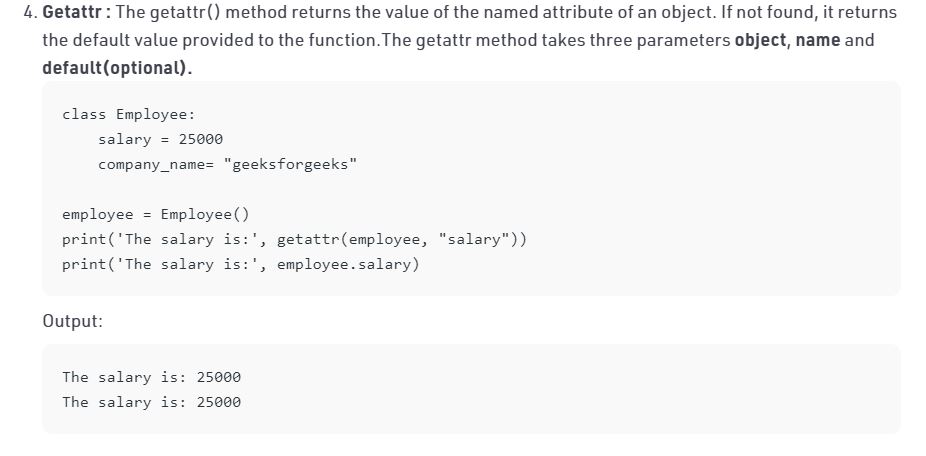 4. Getattr : The getattr() method returns the value of the named attribute of an object. If not found, it returns
the default value provided to the function.The getattr method takes three parameters object, name and
default(optional).
class Employee:
    salary = 25000
    company_name= "geeksforgeeks"
employee = Employee()
print('The salary is:', getattr(employee, "salary"))
print('The salary is:', employee.salary)
Output:
The salary is: 25000
The salary is: 25000